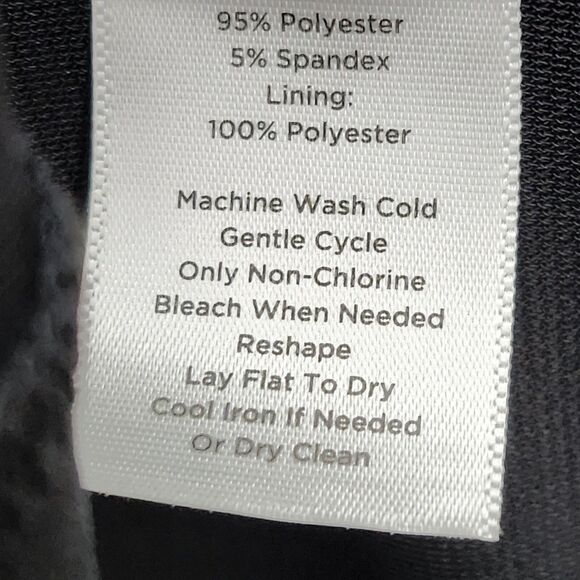 95% Polyester
5% Spandex
Lining:
100% Polyester
Machine Wash Cold
Gentle Cycle
Only Non-Chlorine
Bleach When Needed
Reshape
Lay Flat To Dry
Cool Iron If Needed
Or Dry Clean